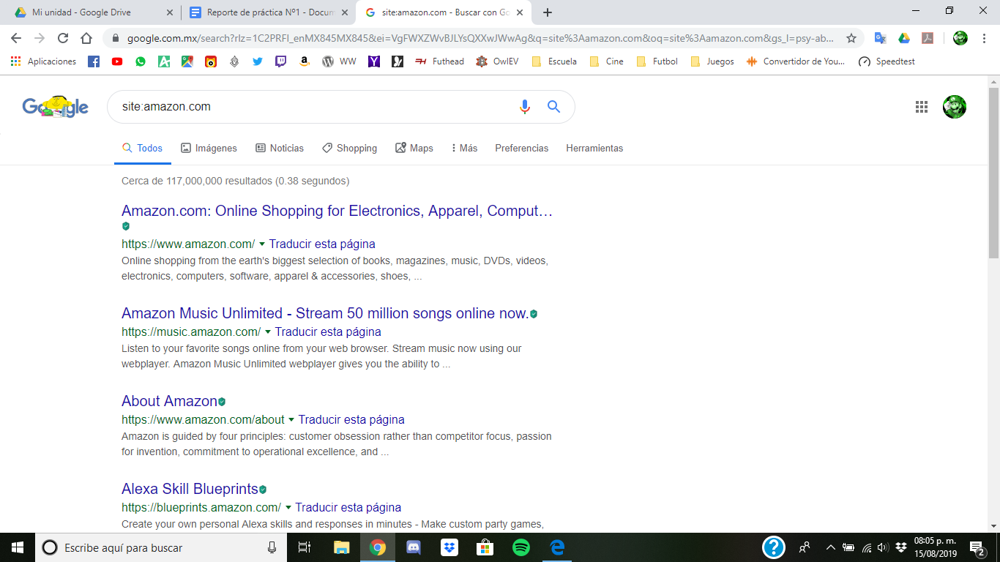 Mi unidad - Google Drive
Reporte de práctica Nº1 - Docum
site:amazon.com - Buscar con Go
google.com.mx/search?rlz=1C2PRFI_enMX845MX845&ei=VgFWXZWvBJLYsQXXwJWwAg&q=site%3Aamazon.com&oq=site%3Aamazon.com&gs_l=psy-ab...
Aplicaciones
WW
Futhead
OwlEV
Escuela
Cine
Futbol
Juegos
Convertidor de You...
Speedtest
Google
site:amazon.com
Todos
Imágenes
Noticias
Shopping
Maps
Más
Preferencias
Herramientas
Cerca de 117,000,000 resultados (0.38 segundos)
Amazon.com: Online Shopping for Electronics, Apparel, Comput…
https://www.amazon.com/ Traducir esta página
Online shopping from the earth's biggest selection of books, magazines, music, DVDs, videos,
electronics, computers, software, apparel & accessories, shoes, ...
Amazon Music Unlimited - Stream 50 million songs online now.
https://music.amazon.com/ Traducir esta página
Listen to your favorite songs online from your web browser. Stream music now using our
webplayer. Amazon Music Unlimited webplayer gives you the ability to ...
About Amazon
https://www.amazon.com/about Traducir esta página
Amazon is guided by four principles: customer obsession rather than competitor focus, passion
for invention, commitment to operational excellence, and ...
Alexa Skill Blueprints
https://blueprints.amazon.com/ Traducir esta página
Create your own personal Alexa skills and responses in minutes - Make custom party games,
Escribe aquí para buscar
08:05 p. m.
15/08/2019
2